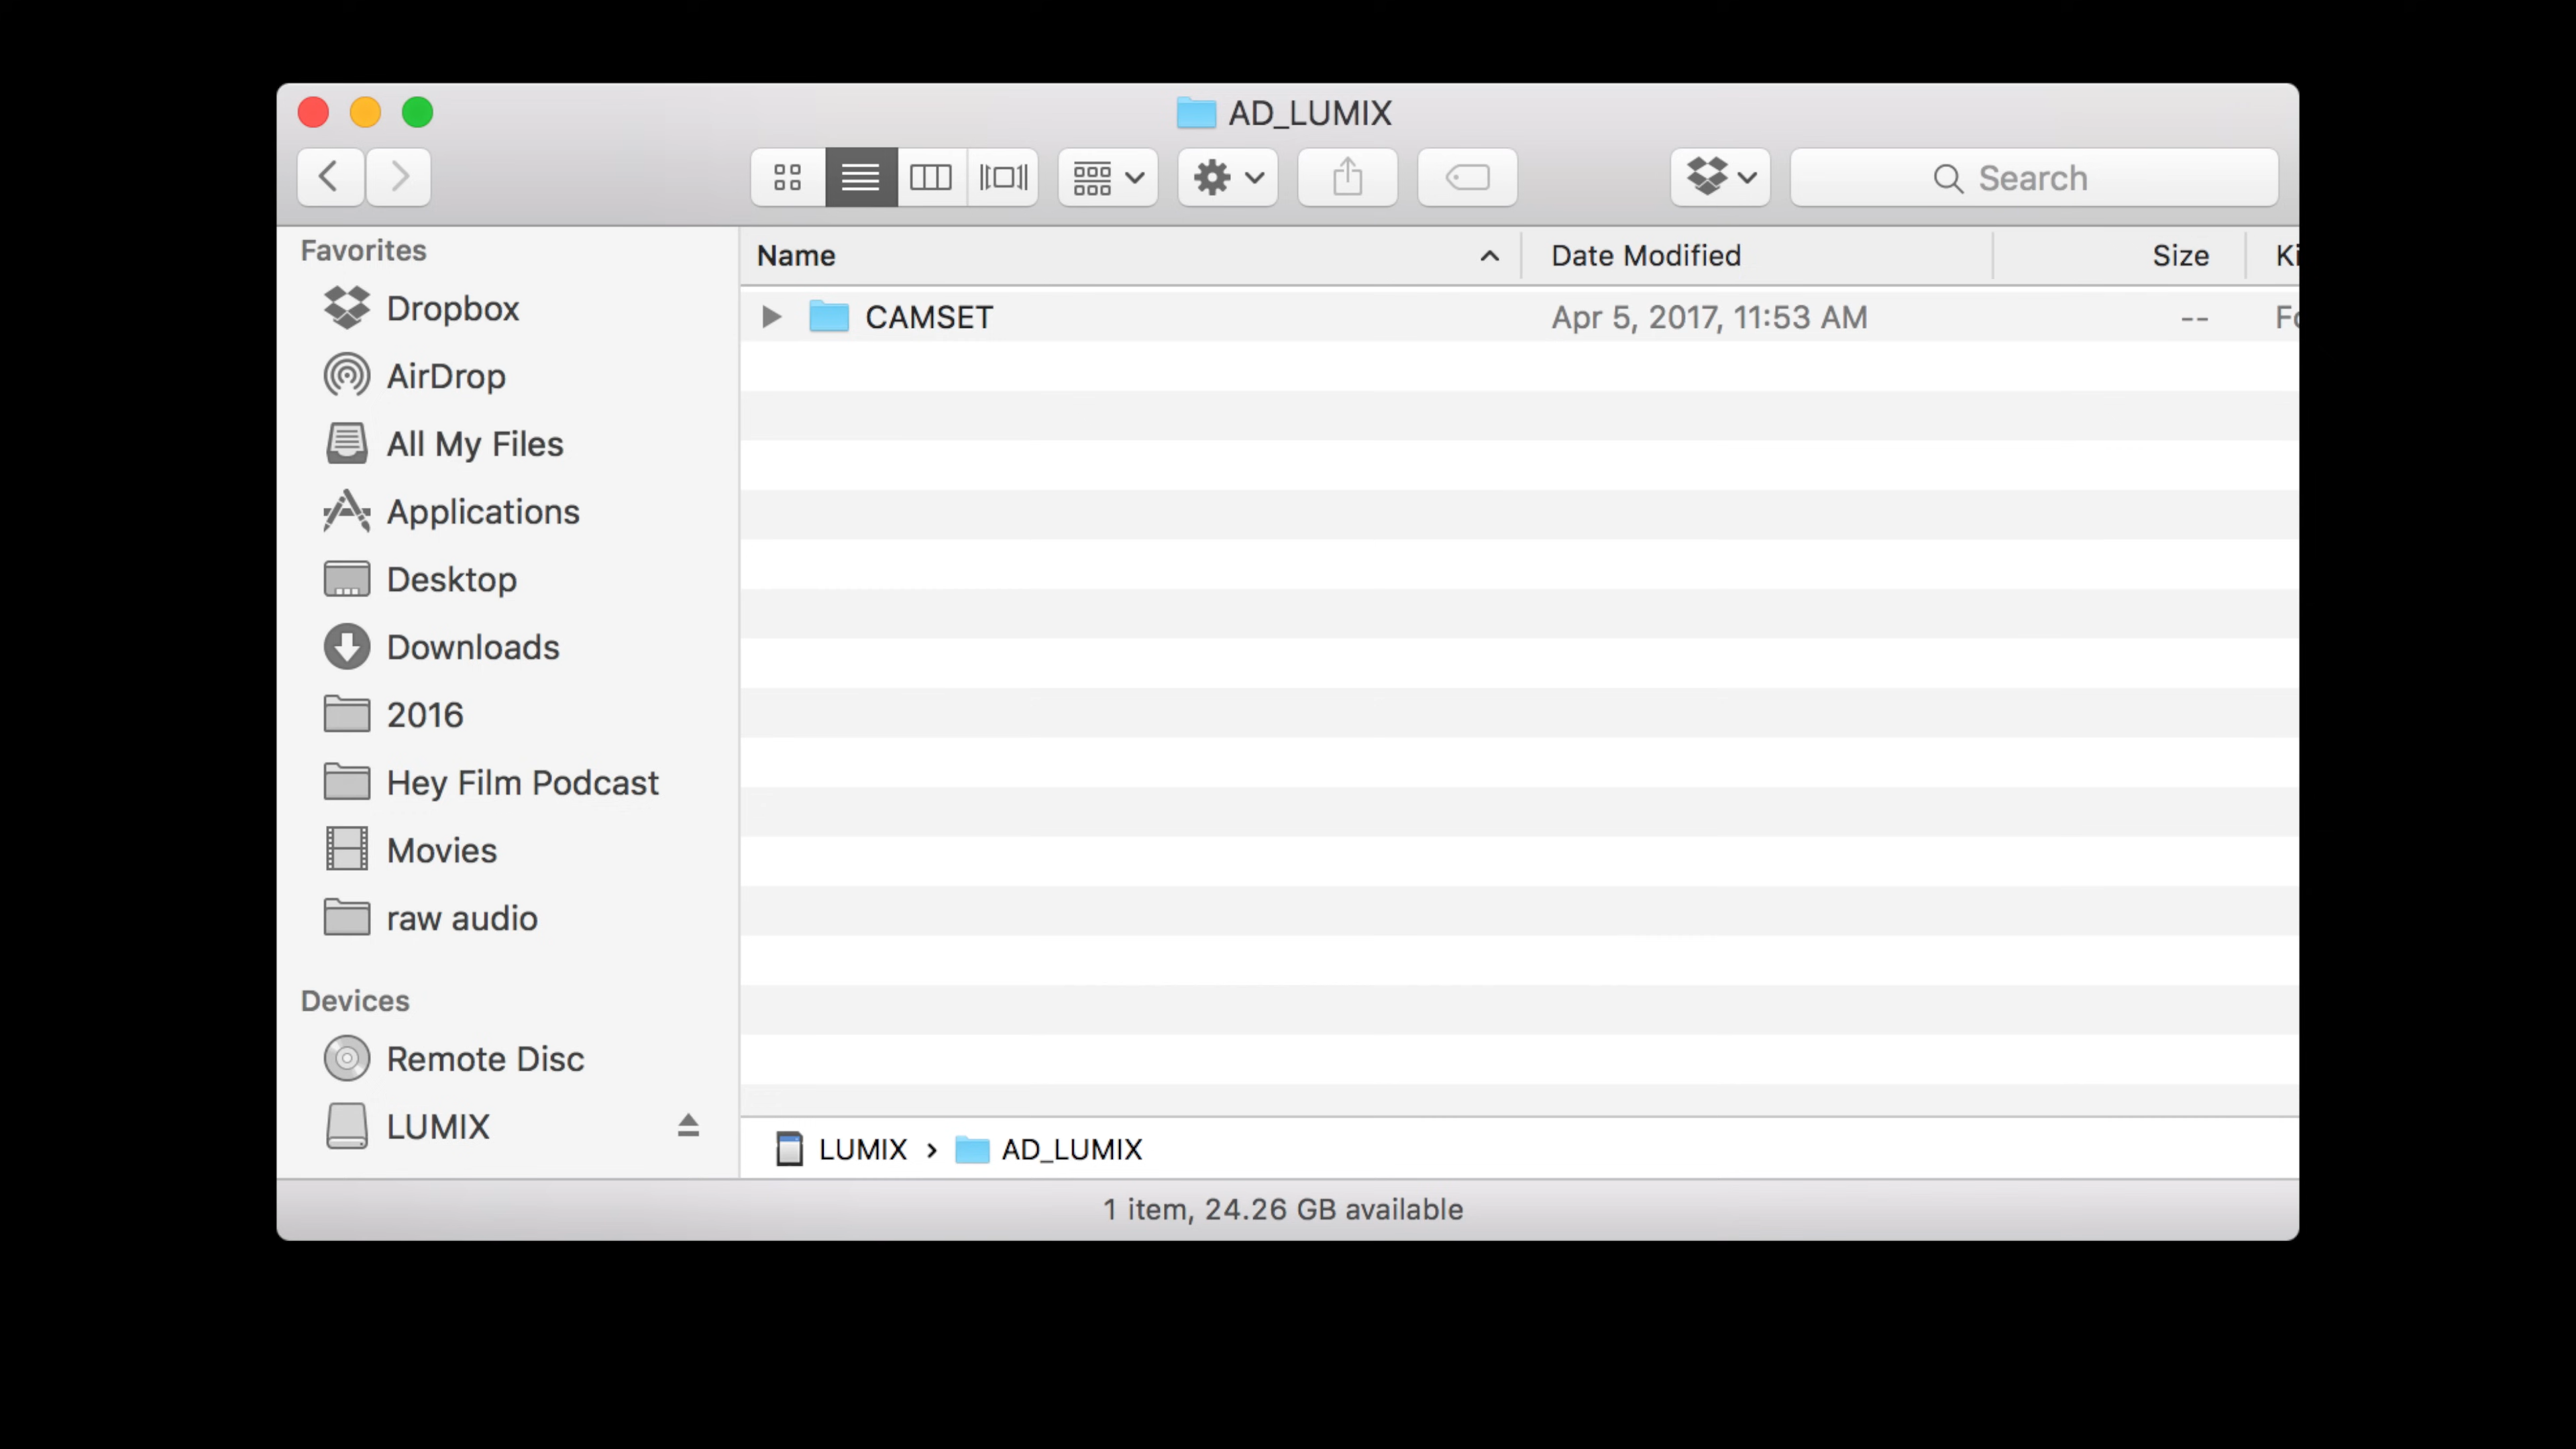 AD_LUMIX
Search
Favorites
Dropbox
AirDrop
All My Files
Applications
Desktop
Downloads
2016
Hey Film Podcast
Movies
raw audio
Devices
Remote Disc
LUMIX
Name Date Modified Size Ki
CAMSET Apr 5, 2017, 11:53 AM -- Fo
LUMIX › AD_LUMIX
1 item, 24.26 GB available